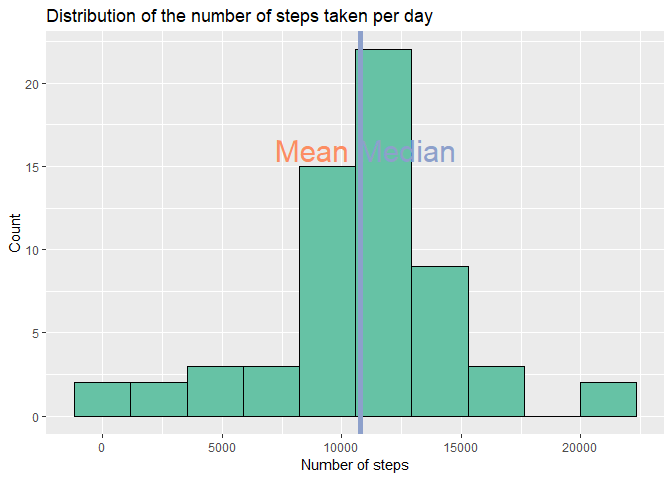 Distribution of the number of steps taken per day
20
15
10
5
0
Count
Mean Median
0 5000 10000 15000 20000
Number of steps